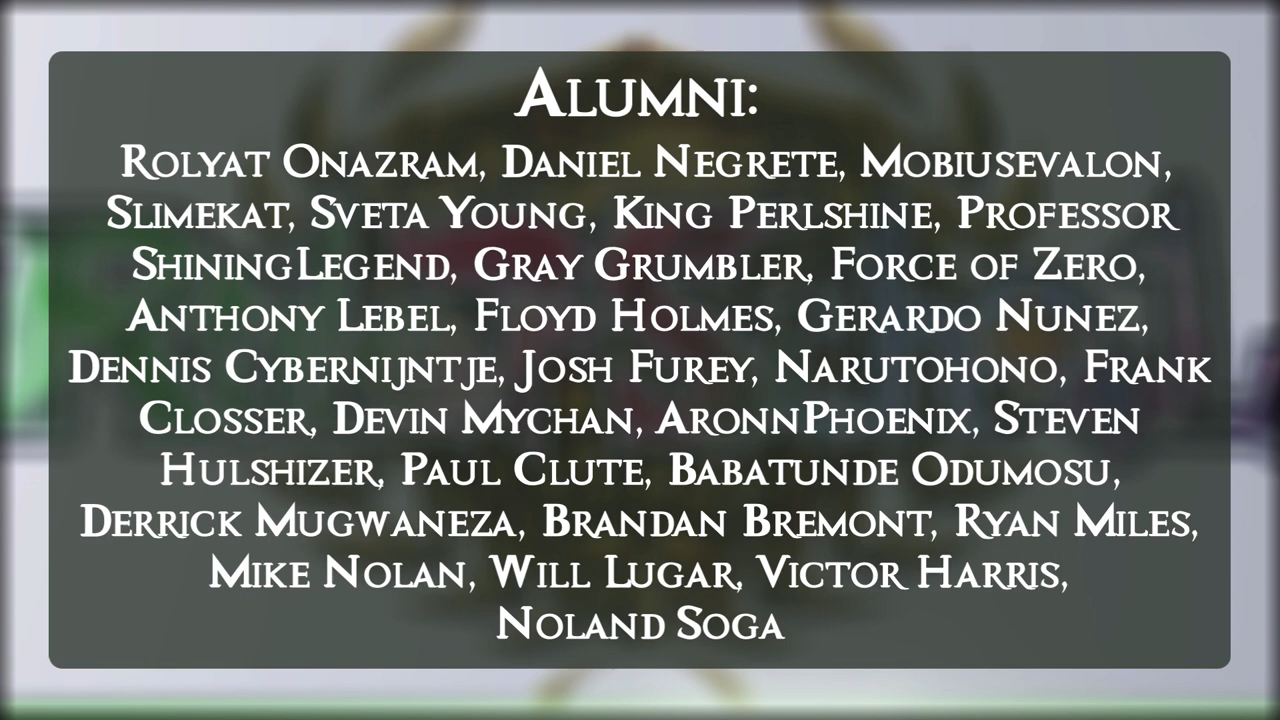 Alumni:
Rolyat Onazram, Daniel Negrete, Mobiusevalon,
Slimekat, Sveta Young, King Perlshine, Professor
ShiningLegend, Gray Grumbler, Force of Zero,
Anthony Lebel, Floyd Holmes, Gerardo Nunez,
Dennis Cybernijntje, Josh Furey, Narutohono, Frank
Closser, Devin Mychan, AronnPhoenix, Steven
Hulshizer, Paul Clute, Babatunde Odumosu,
Derrick Mugwaneza, Brandan Bremont, Ryan Miles,
Mike Nolan, Will Lugar, Victor Harris,
Noland Soga